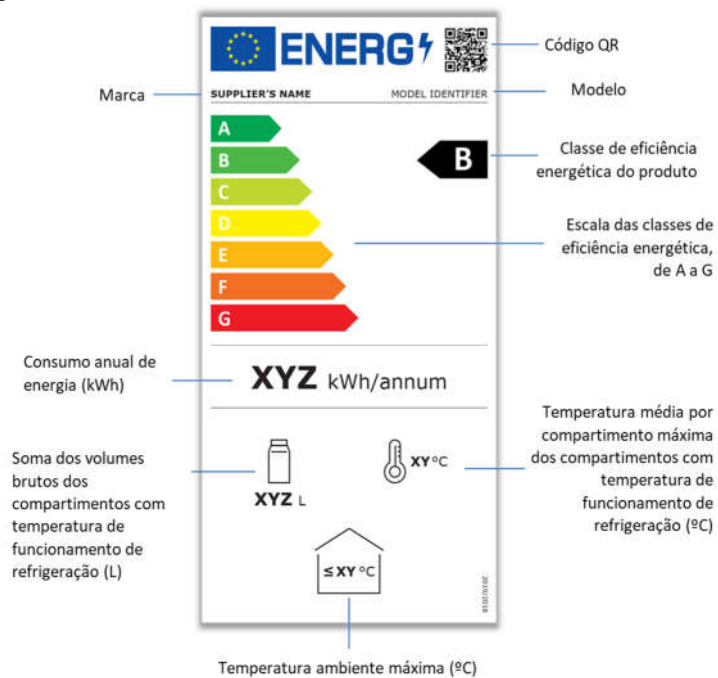 ENERG
Código QR
Marca
SUPPLIER'S NAME
MODEL IDENTIFIER
Modelo
A
B
C
D
E
F
G
B
Classe de eficiência
energética do produto
Escala das classes de
eficiência energética,
de A a G
Consumo anual de
energia (kWh)
XYZ kWh/annum
Soma dos volumes
brutos dos
compartimentos com
temperatura de
funcionamento de
refrigeração (L)
XYZ L
XY °C
Temperatura média por
compartimento máxima
dos compartimentos com
temperatura de
funcionamento de
refrigeração (ºC)
≤ XY °C
2019/2018
Temperatura ambiente máxima (ºC)